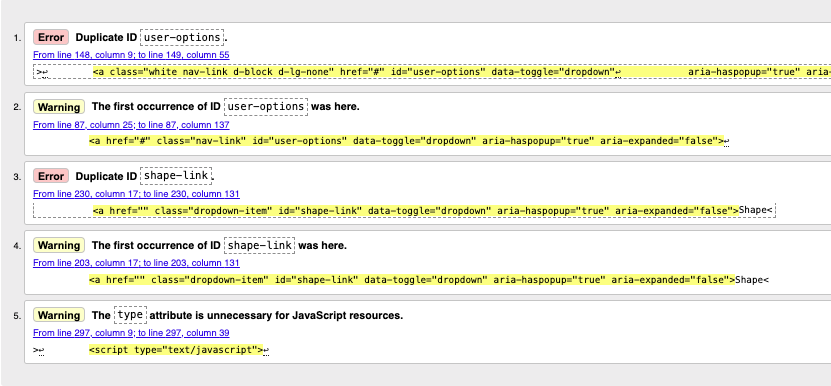 1. Error Duplicate ID user-options.
From line 148, column 9; to line 149, column 55
>↩ <a class="white nav-link d-block d-lg-none" href="#" id="user-options" data-toggle="dropdown"↩ aria-haspopup="true" aria-
2. Warning The first occurrence of ID user-options was here.
From line 87, column 25; to line 87, column 137
<a href="#" class="nav-link" id="user-options" data-toggle="dropdown" aria-haspopup="true" aria-expanded="false">↩
3. Error Duplicate ID shape-link.
From line 230, column 17; to line 230, column 131
<a href="" class="dropdown-item" id="shape-link" data-toggle="dropdown" aria-haspopup="true" aria-expanded="false">Shape<
4. Warning The first occurrence of ID shape-link was here.
From line 203, column 17; to line 203, column 131
<a href="" class="dropdown-item" id="shape-link" data-toggle="dropdown" aria-haspopup="true" aria-expanded="false">Shape<
5. Warning The type attribute is unnecessary for JavaScript resources.
From line 297, column 9; to line 297, column 39
>↩ <script type="text/javascript">↩